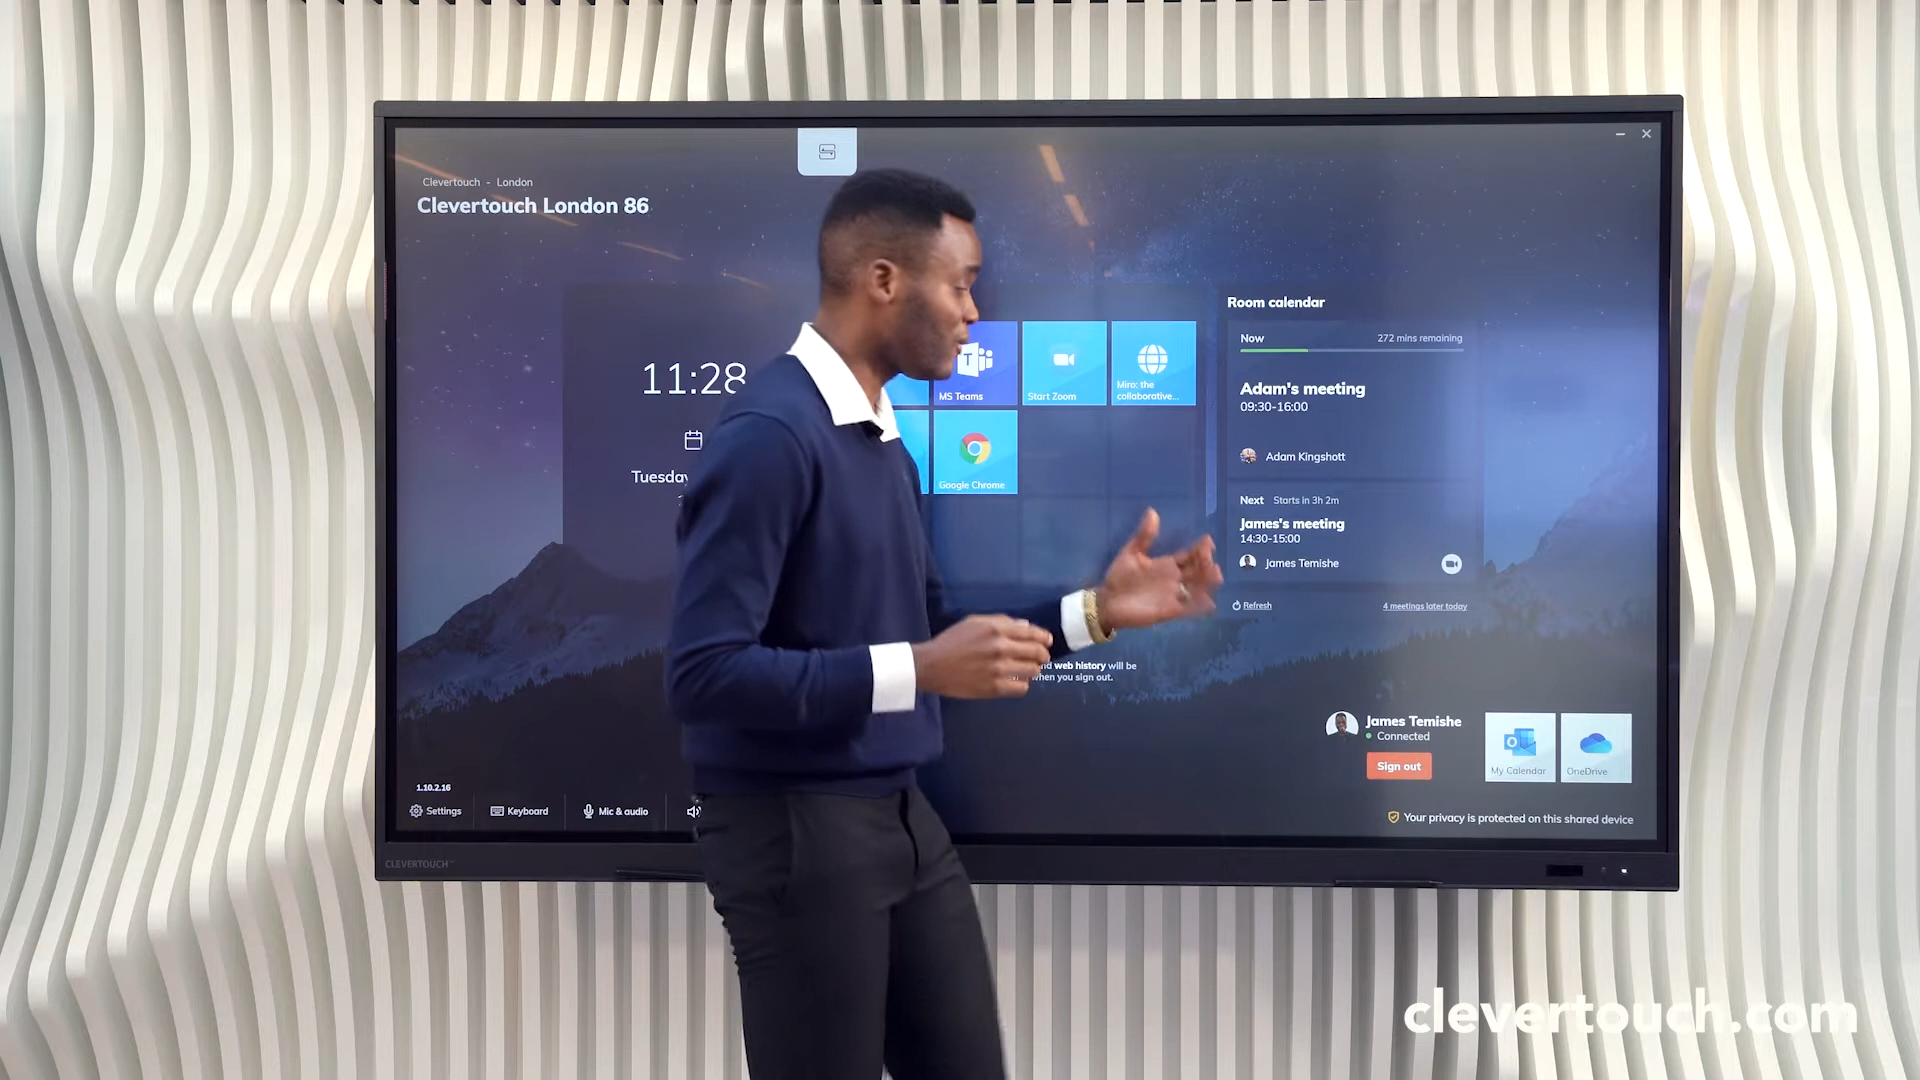 Clevertouch - London
Clevertouch London 86
11:28
Tuesday
MS Teams
Start Zoom
Miro: the
collaborative...
Google Chrome
Room calendar
Now 272 mins remaining
Adam's meeting
09:30-16:00
Adam Kingshott
Next Starts in 3h 2m
James's meeting
14:30-15:00
James Temishe
Refresh 4 meetings later today
web history will be
when you sign out.
James Temishe
Connected
Sign out
My Calendar
OneDrive
1.10.2.16
Settings Keyboard Mic & audio
Your privacy is protected on this shared device
CLEVERTOUCH™
clevertouch.com